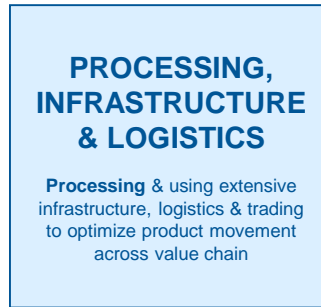 PROCESSING,
INFRASTRUCTURE
& LOGISTICS
Processing & using extensive
infrastructure, logistics & trading
to optimize product movement
across value chain